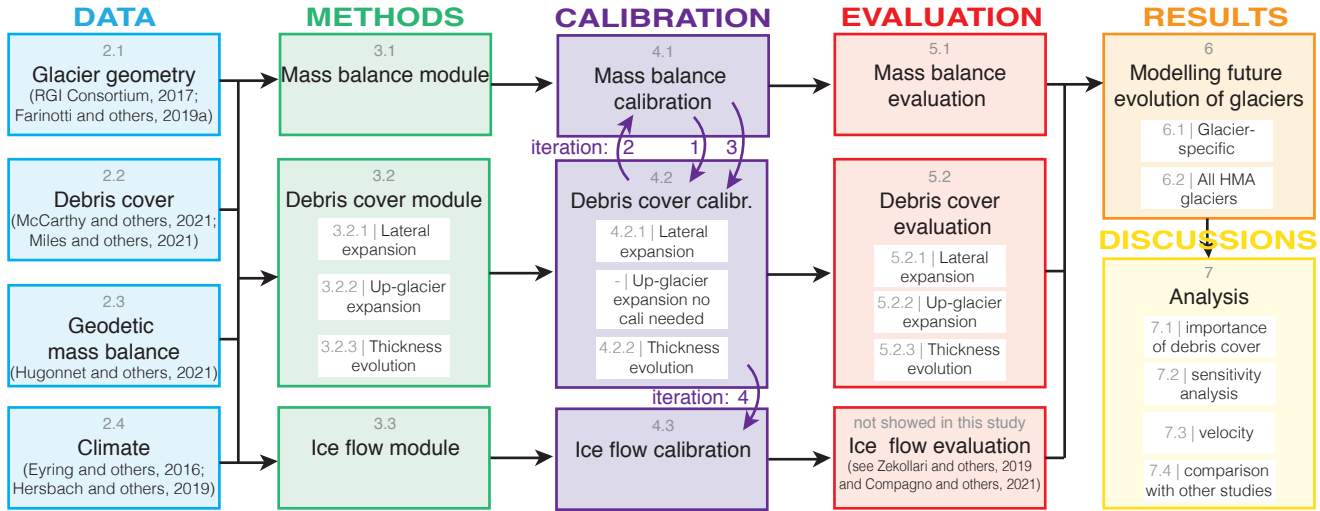 DATA
2.1
Glacier geometry
(RGI Consortium, 2017;
Farinotti and others, 2019a)
2.2
Debris cover
(McCarthy and others, 2021;
Miles and others, 2021)
2.3
Geodetic
mass balance
(Hugonnet and others, 2021)
2.4
Climate
(Eyring and others, 2016;
Hersbach and others, 2019)
METHODS
3.1
Mass balance module
3.2
Debris cover module
3.2.1 | Lateral
expansion
3.2.2 | Up-glacier
expansion
3.2.3 | Thickness
evolution
3.3
Ice flow module
CALIBRATION
4.1
Mass balance
calibration
iteration: 2 1 3
4.2
Debris cover calibr.
4.2.1 | Lateral
expansion
- | Up-glacier
expansion no
cali needed
4.2.2 | Thickness
evolution
iteration: 4
4.3
Ice flow calibration
EVALUATION
5.1
Mass balance
evaluation
5.2
Debris cover
evaluation
5.2.1 | Lateral
expansion
5.2.2 | Up-glacier
expansion
5.2.3 | Thickness
evolution
not showed in this study
Ice flow evaluation
(see Zekollari and others, 2019
and Compagno and others, 2021)
RESULTS
6
Modelling future
evolution of glaciers
6.1 | Glacier-
specific
6.2 | All HMA
glaciers
DISCUSSIONS
7
Analysis
7.1 | importance
of debris cover
7.2 | sensitivity
analysis
7.3 | velocity
7.4 | comparison
with other studies